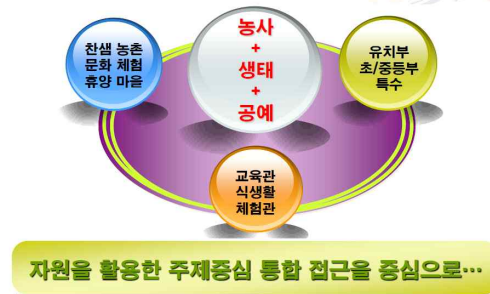 농사
+
생태
+
공예
찬샘 농촌
문화 체험
휴양 마을
유치부
초/중등부
특수
교육관
식생활
체험관
자원을 활용한 주제중심 통합 접근을 중심으로…